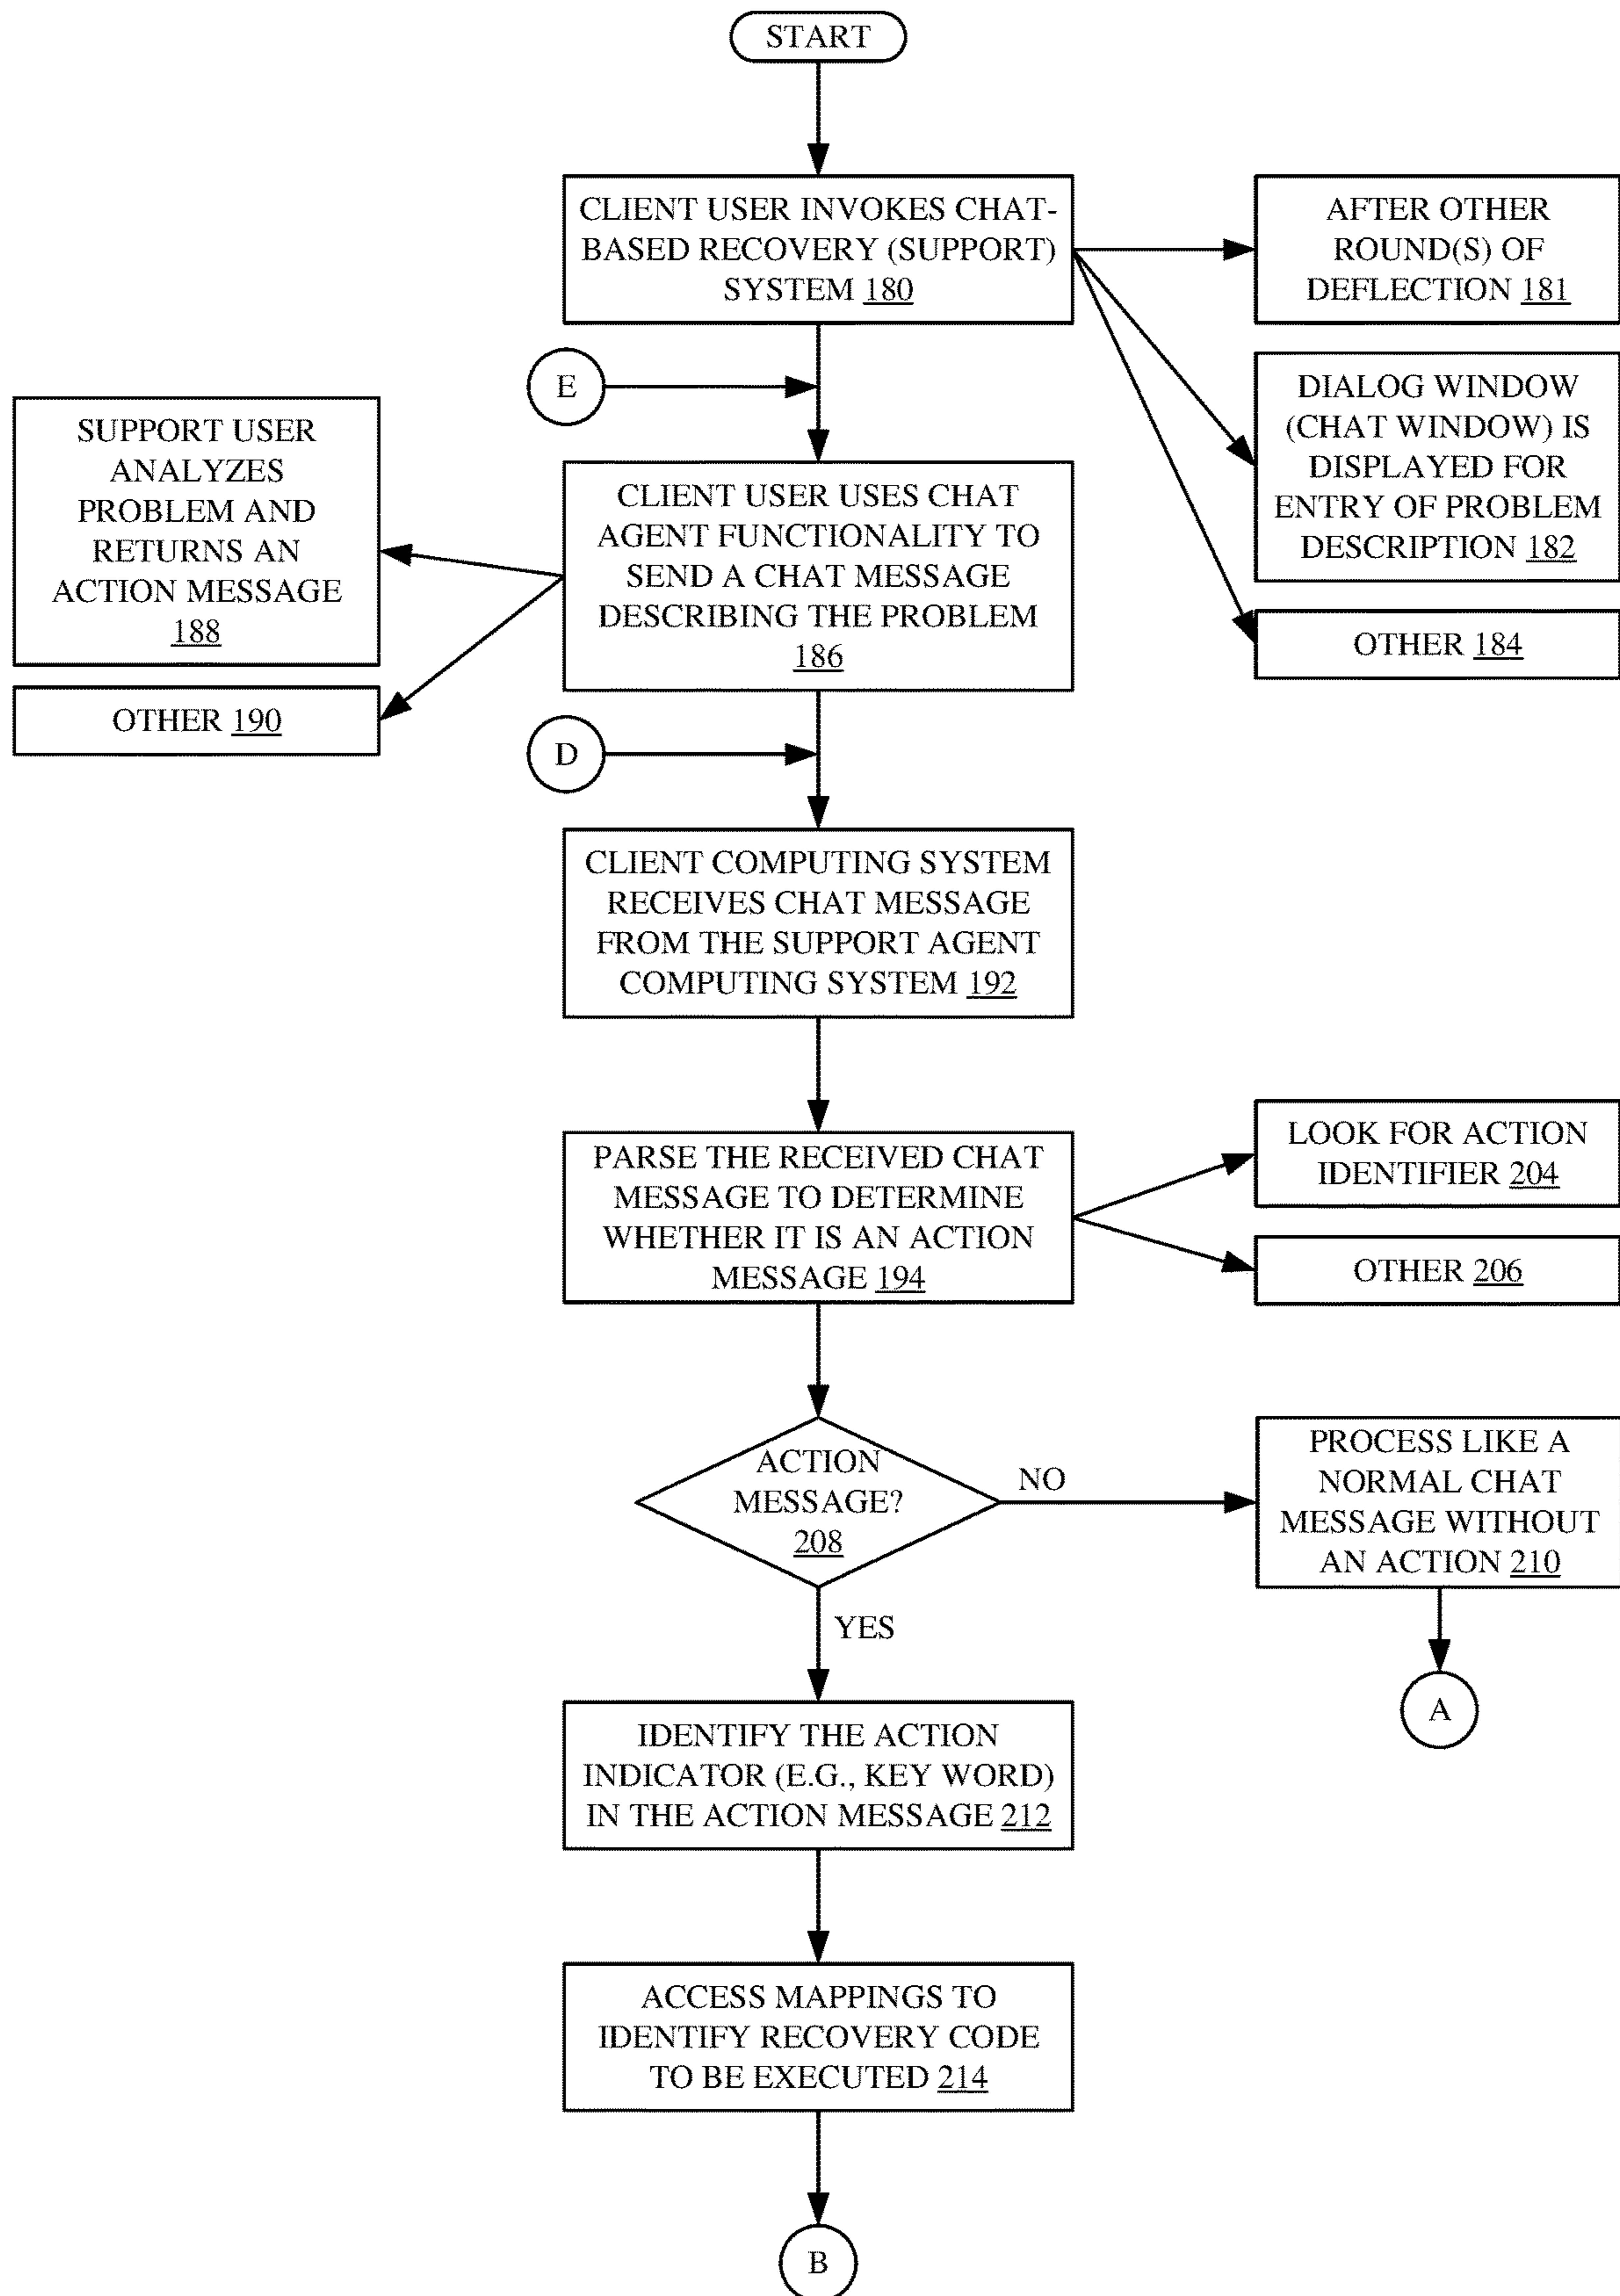 START
CLIENT USER INVOKES CHAT-
BASED RECOVERY (SUPPORT)
SYSTEM 180
AFTER OTHER
ROUND(S) OF
DEFLECTION 181
DIALOG WINDOW
(CHAT WINDOW) IS
DISPLAYED FOR
ENTRY OF PROBLEM
DESCRIPTION 182
OTHER 184
E
CLIENT USER USES CHAT
AGENT FUNCTIONALITY TO
SEND A CHAT MESSAGE
DESCRIBING THE PROBLEM
186
SUPPORT USER
ANALYZES
PROBLEM AND
RETURNS AN
ACTION MESSAGE
188
OTHER 190
D
CLIENT COMPUTING SYSTEM
RECEIVES CHAT MESSAGE
FROM THE SUPPORT AGENT
COMPUTING SYSTEM 192
PARSE THE RECEIVED CHAT
MESSAGE TO DETERMINE
WHETHER IT IS AN ACTION
MESSAGE 194
LOOK FOR ACTION
IDENTIFIER 204
OTHER 206
ACTION
MESSAGE?
208
NO
PROCESS LIKE A
NORMAL CHAT
MESSAGE WITHOUT
AN ACTION 210
A
YES
IDENTIFY THE ACTION
INDICATOR (E.G., KEY WORD)
IN THE ACTION MESSAGE 212
ACCESS MAPPINGS TO
IDENTIFY RECOVERY CODE
TO BE EXECUTED 214
B